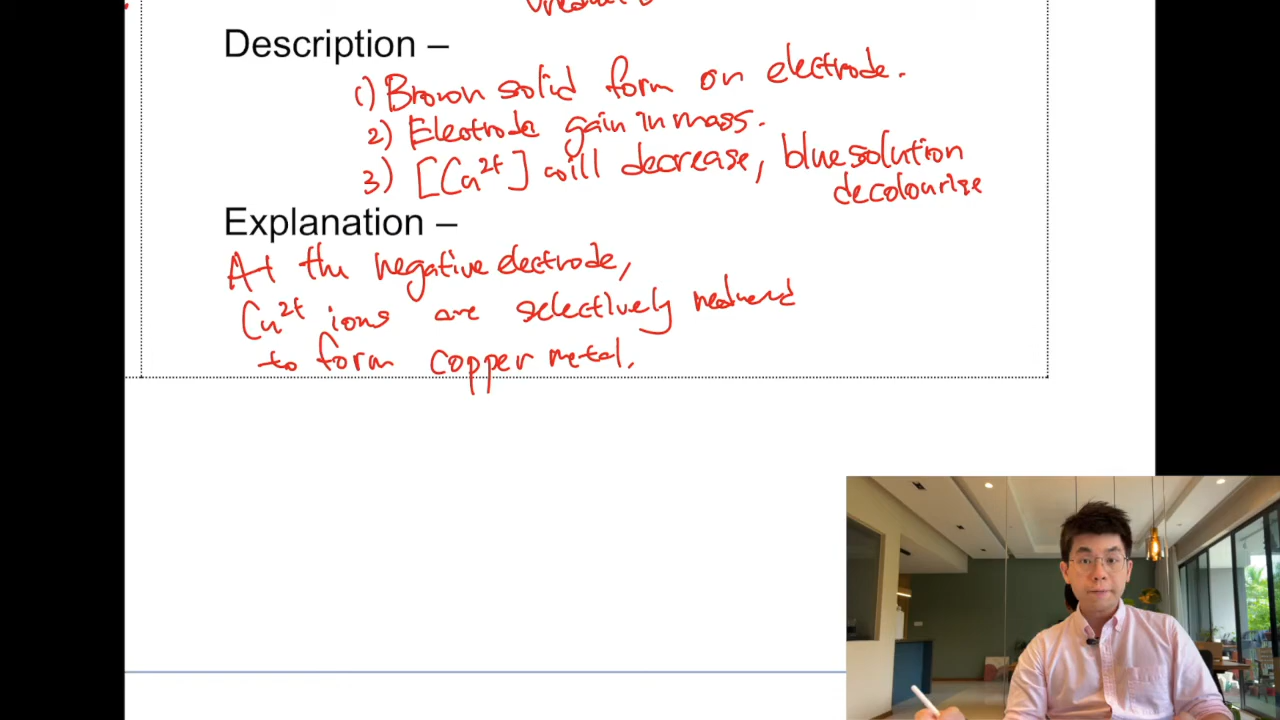 Description –
1) Brown solid form on electrode.
2) Electrode gain in mass.
3) [Cu²⁺] will decrease, blue solution
decolourise
Explanation –
At the negative electrode,
Cu²⁺ ions are selectively reduced
to form copper metal.